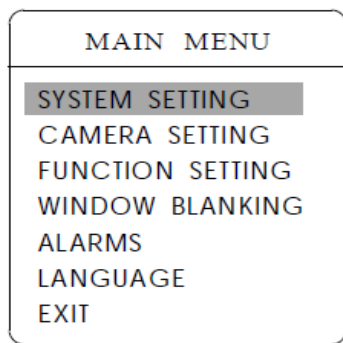 MAIN MENU
SYSTEM SETTING
CAMERA SETTING
FUNCTION SETTING
WINDOW BLANKING
ALARMS
LANGUAGE
EXIT